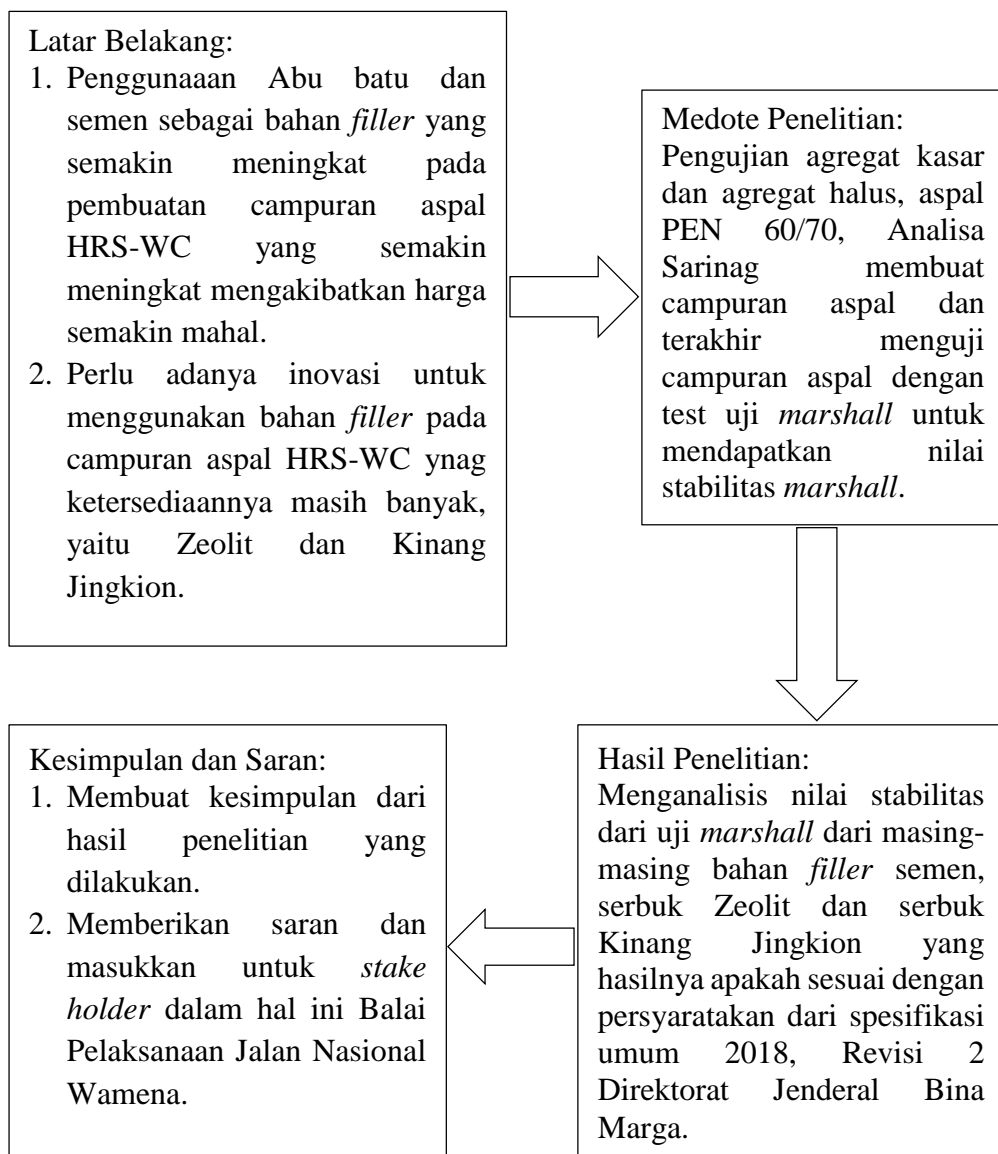 Latar Belakang:
1. Penggunaaan Abu batu dan
semen sebagai bahan filler yang
semakin meningkat pada
pembuatan campuran aspal
HRS-WC yang semakin
meningkat mengakibatkan harga
semakin mahal.
2. Perlu adanya inovasi untuk
menggunakan bahan filler pada
campuran aspal HRS-WC ynag
ketersediaannya masih banyak,
yaitu Zeolit dan Kinang
Jingkion.
Medote Penelitian:
Pengujian agregat kasar
dan agregat halus, aspal
PEN 60/70, Analisa
Sarinag membuat
campuran aspal dan
terakhir menguji
campuran aspal dengan
test uji marshall untuk
mendapatkan nilai
stabilitas marshall.
Hasil Penelitian:
Menganalisis nilai stabilitas
dari uji marshall dari masing-
masing bahan filler semen,
serbuk Zeolit dan serbuk
Kinang Jingkion yang
hasilnya apakah sesuai dengan
persyaratakan dari spesifikasi
umum 2018, Revisi 2
Direktorat Jenderal Bina
Marga.
Kesimpulan dan Saran:
1. Membuat kesimpulan dari
hasil penelitian yang
dilakukan.
2. Memberikan saran dan
masukkan untuk stake
holder dalam hal ini Balai
Pelaksanaan Jalan Nasional
Wamena.